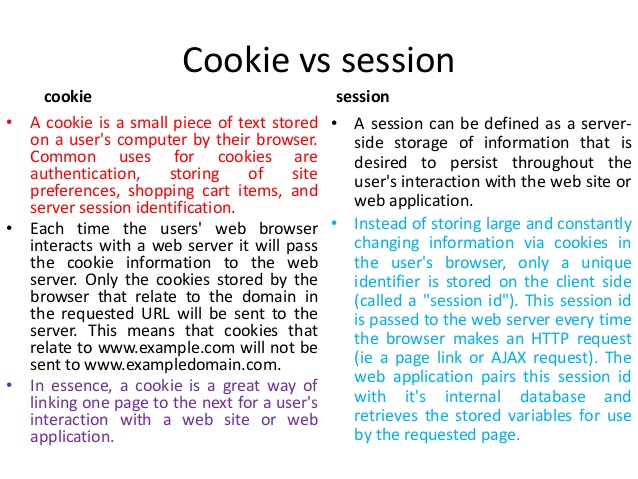 Cookie vs session
cookie
• A cookie is a small piece of text stored
on a user's computer by their browser.
Common uses for cookies are
authentication, storing of site
preferences, shopping cart items, and
server session identification.
• Each time the users' web browser
interacts with a web server it will pass
the cookie information to the web
server. Only the cookies stored by the
browser that relate to the domain in
the requested URL will be sent to the
server. This means that cookies that
relate to www.example.com will not be
sent to www.exampledomain.com.
• In essence, a cookie is a great way of
linking one page to the next for a user's
interaction with a web site or web
application.
session
• A session can be defined as a server-
side storage of information that is
desired to persist throughout the
user's interaction with the web site or
web application.
• Instead of storing large and constantly
changing information via cookies in
the user's browser, only a unique
identifier is stored on the client side
(called a "session id"). This session id
is passed to the web server every time
the browser makes an HTTP request
(ie a page link or AJAX request). The
web application pairs this session id
with it's internal database and
retrieves the stored variables for use
by the requested page.